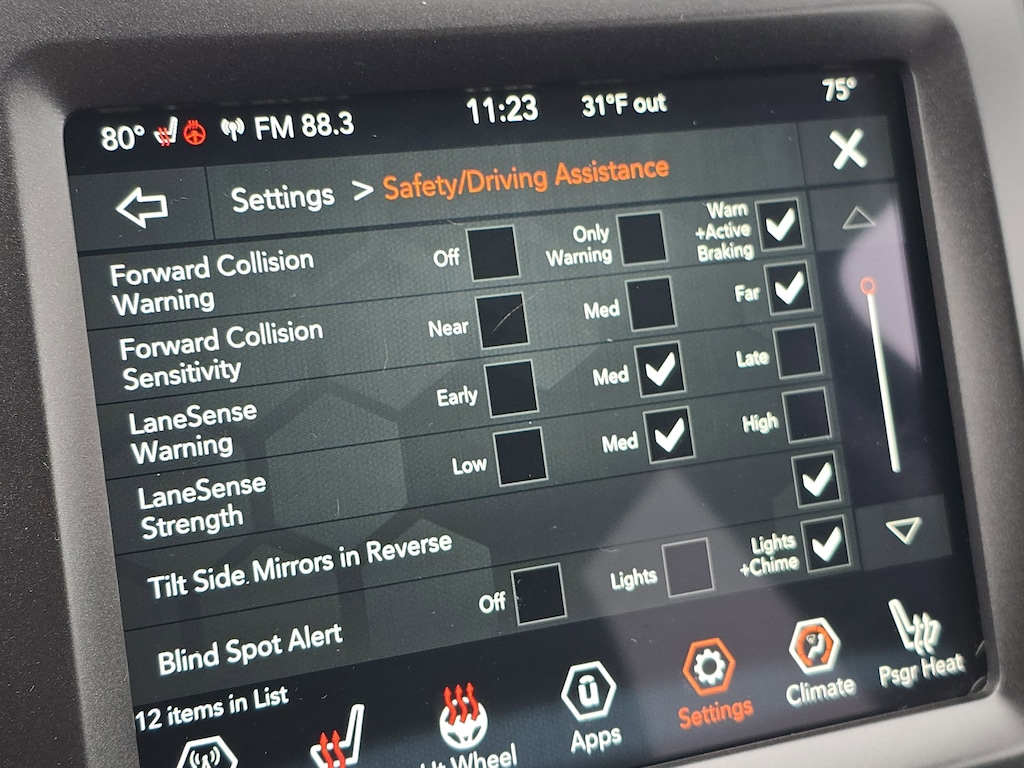 80° FM 88.3 11:23 31°F out 75°
Settings > Safety/Driving Assistance
Forward Collision
Warning
Off
Only
Warning
Warn
+Active
Braking
Forward Collision
Sensitivity
Near
Med
Far
LaneSense
Warning
Early
Med
Late
LaneSense
Strength
Low
Med
High
Tilt Side Mirrors in Reverse
Blind Spot Alert
Off
Lights
Lights
+Chime
12 items in List
Wheel
Apps
Settings
Climate
Psgr Heat